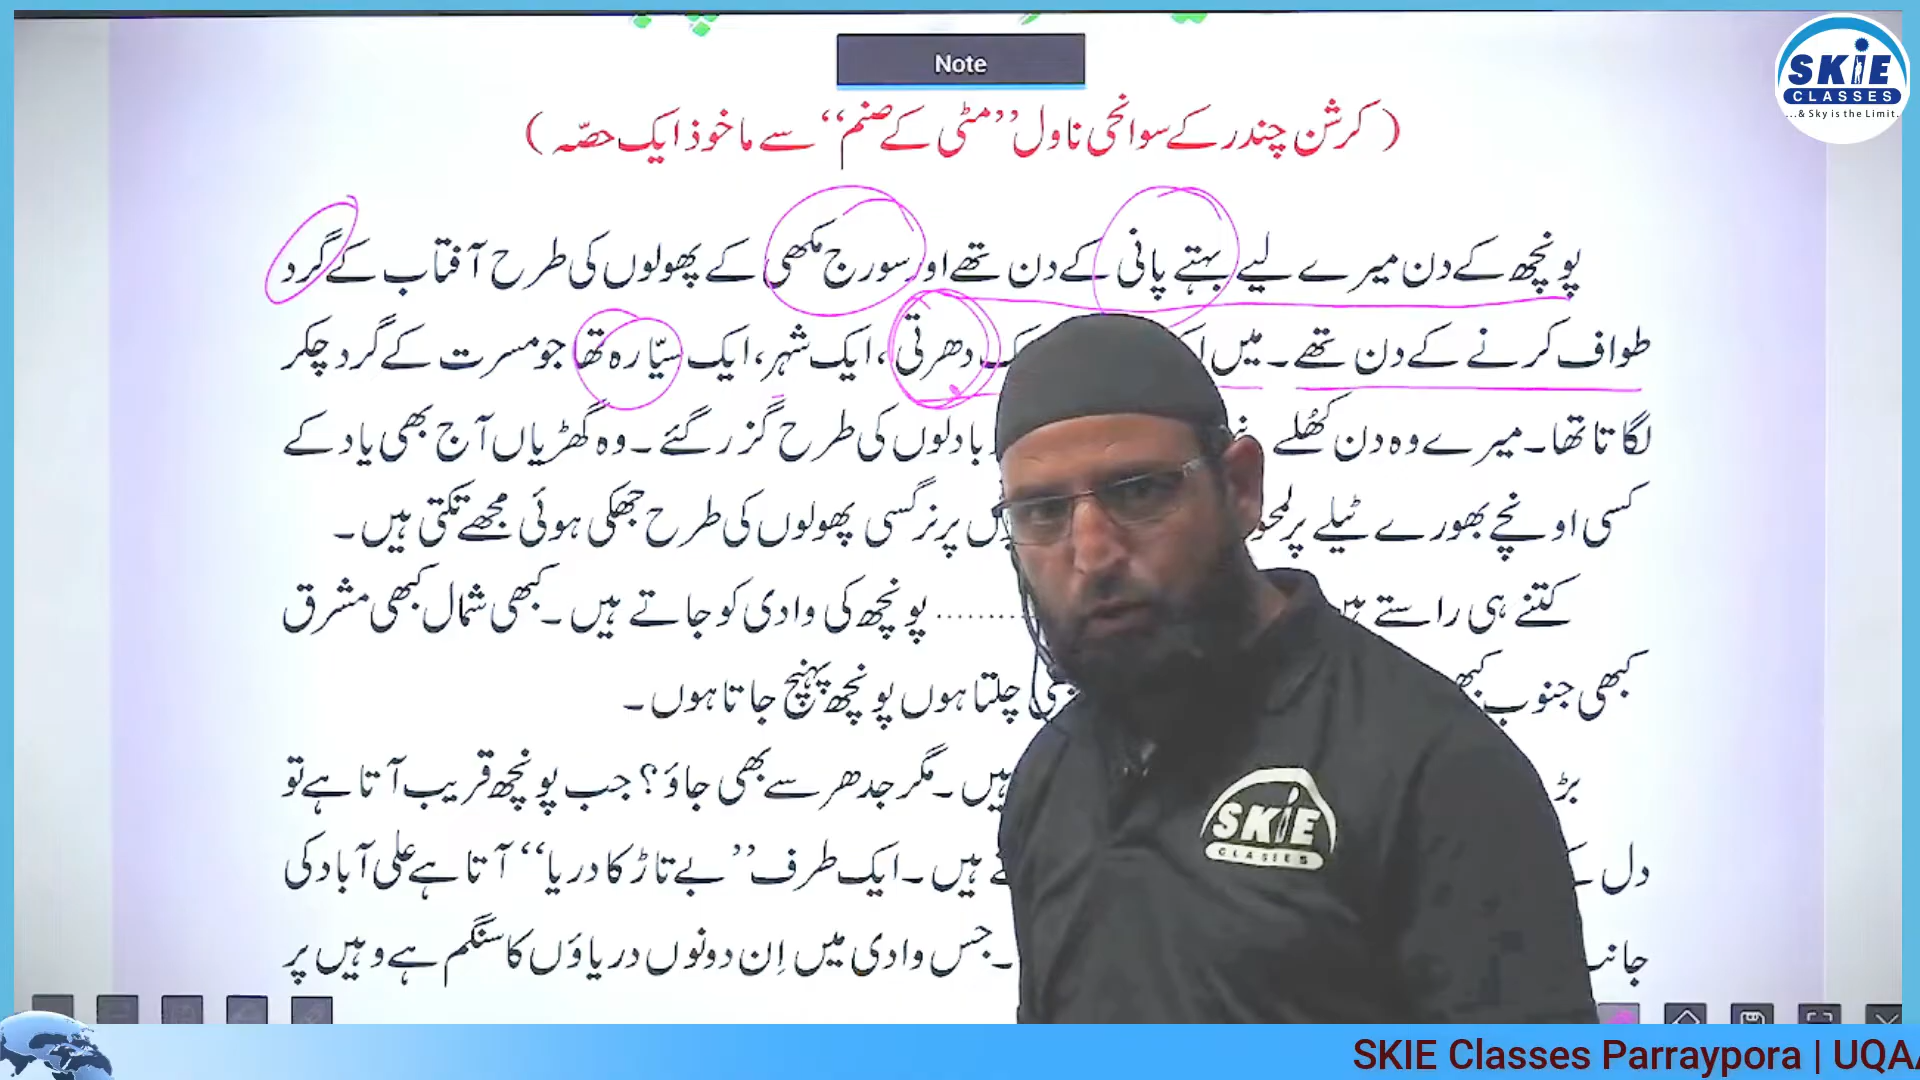 Note
SKiE
CLASSES
...& Sky is the Limit.
(کرشن چندر کے سوانحی ناول ’’مٹی کے صنم‘‘ سے ماخوذ ایک حصّہ)
پونچھ کے دن میرے لیے بہتے پانی کے دن تھے اور سورج مکھی کے پھولوں کی طرح آفتاب کے گرد
طواف کرنے کے دن تھے۔ میں دھرتی، ایک شہر، ایک سیّارہ تھا جو مسرت کے گرد چکر
لگاتا تھا۔ میرے وہ دن کھُلے بادلوں کی طرح گزر گئے۔ وہ گھڑیاں آج بھی یاد کے
کسی اونچے بھورے ٹیلے پر پر نرگسی پھولوں کی طرح جھکی ہوئی مجھے تکتی ہیں۔
کتنے ہی راستے ......... پونچھ کی وادی کو جاتے ہیں۔ کبھی شمال کبھی مشرق
کبھی جنوب چلتا ہوں پونچھ پہنچ جاتا ہوں۔
ہیں۔ مگر جدھر سے بھی جاؤ؟ جب پونچھ قریب آتا ہے تو
دل ہیں۔ ایک طرف ’’بے تاڑ کا دریا‘‘ آتا ہے علی آباد کی
جس وادی میں اِن دونوں دریاؤں کا سنگم ہے وہیں پر
SKiE
CLASSES
SKIE Classes Parraypora | UQAA